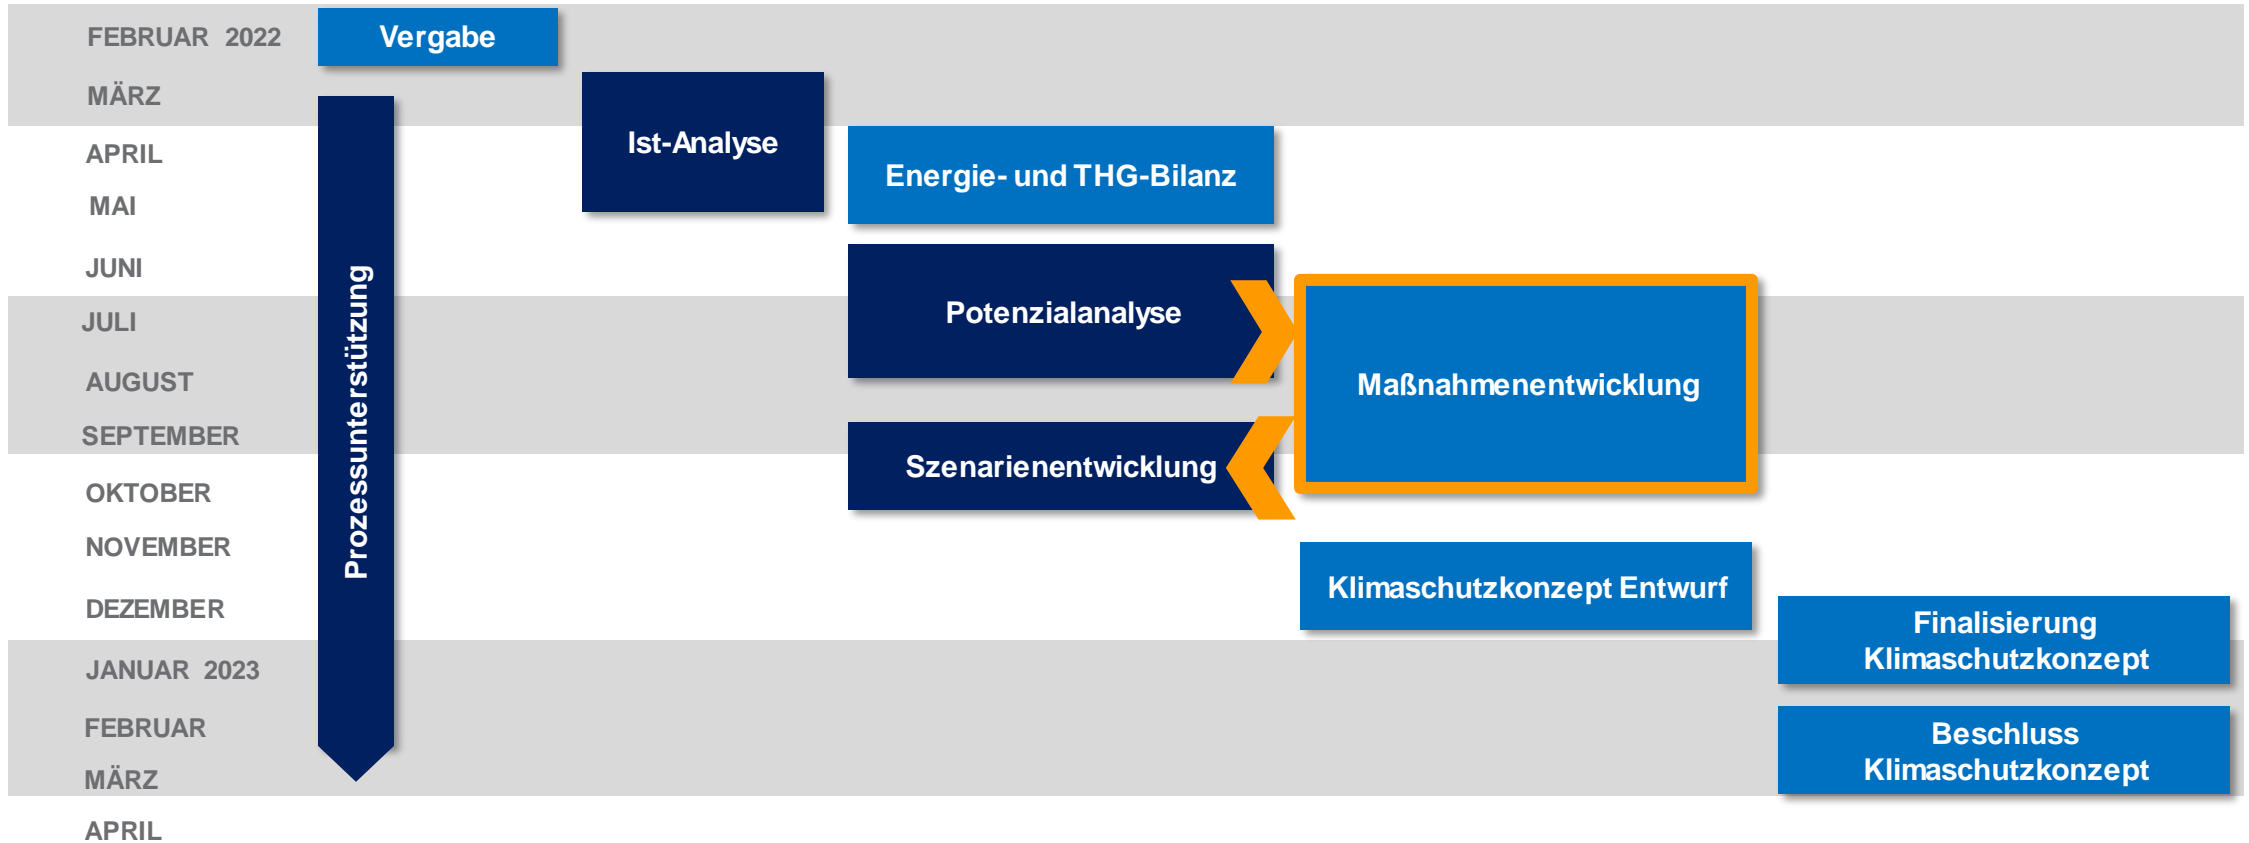 FEBRUAR 2022
MÄRZ
APRIL
MAI
JUNI
JULI
AUGUST
SEPTEMBER
OKTOBER
NOVEMBER
DEZEMBER
JANUAR 2023
FEBRUAR
MÄRZ
APRIL
Vergabe
Prozessunterstützung
Ist-Analyse
Energie- und THG-Bilanz
Potenzialanalyse
Szenarienentwicklung
Maßnahmenentwicklung
Klimaschutzkonzept Entwurf
Finalisierung
Klimaschutzkonzept
Beschluss
Klimaschutzkonzept